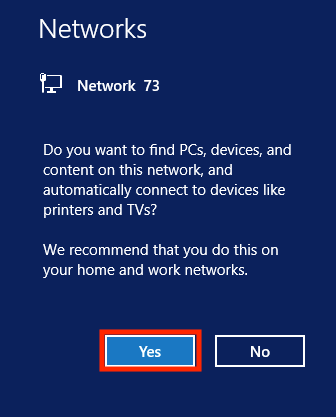 Networks
Network  73
Do you want to find PCs, devices, and
content on this network, and
automatically connect to devices like
printers and TVs?
We recommend that you do this on
your home and work networks.
Yes
No